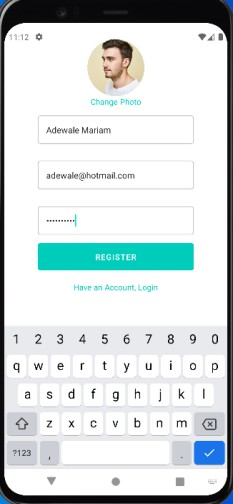 11:12
Change Photo
Adewale Mariam
adewale@hotmail.com
••••••••••
REGISTER
Have an Account, Login
1 2 3 4 5 6 7 8 9 0
q w e r t y u i o p
a s d f g h j k l
z x c v b n m
?123 , .